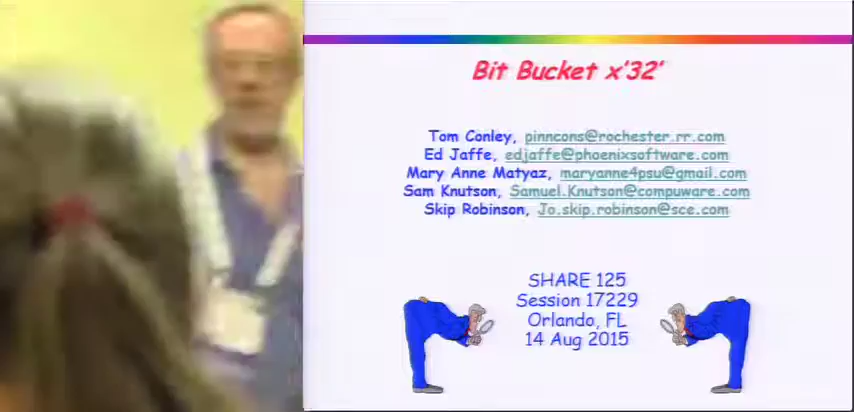 Bit Bucket x'32'
Tom Conley, pinncons@rochester.rr.com
Ed Jaffe, edjaffe@phoenixsoftware.com
Mary Anne Matyaz, maryanne4psu@gmail.com
Sam Knutson, Samuel.Knutson@compuware.com
Skip Robinson, Jo.skip.robinson@sce.com
SHARE 125
Session 17229
Orlando, FL
14 Aug 2015